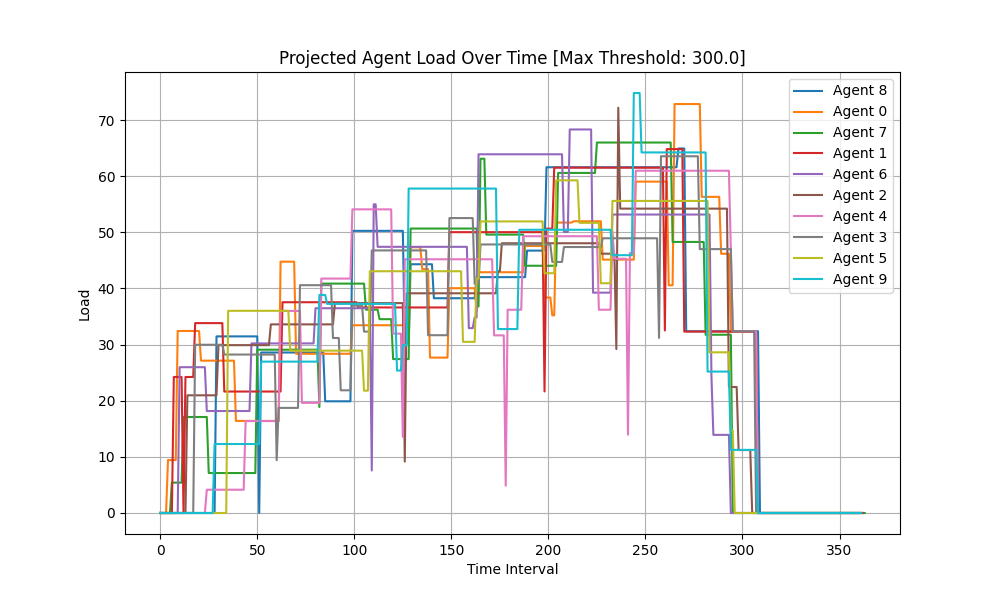 Projected Agent Load Over Time [Max Threshold: 300.0]
Load
70
60
50
40
30
20
10
0
0 50 100 150 200 250 300 350
Time Interval
Agent 8
Agent 0
Agent 7
Agent 1
Agent 6
Agent 2
Agent 4
Agent 3
Agent 5
Agent 9